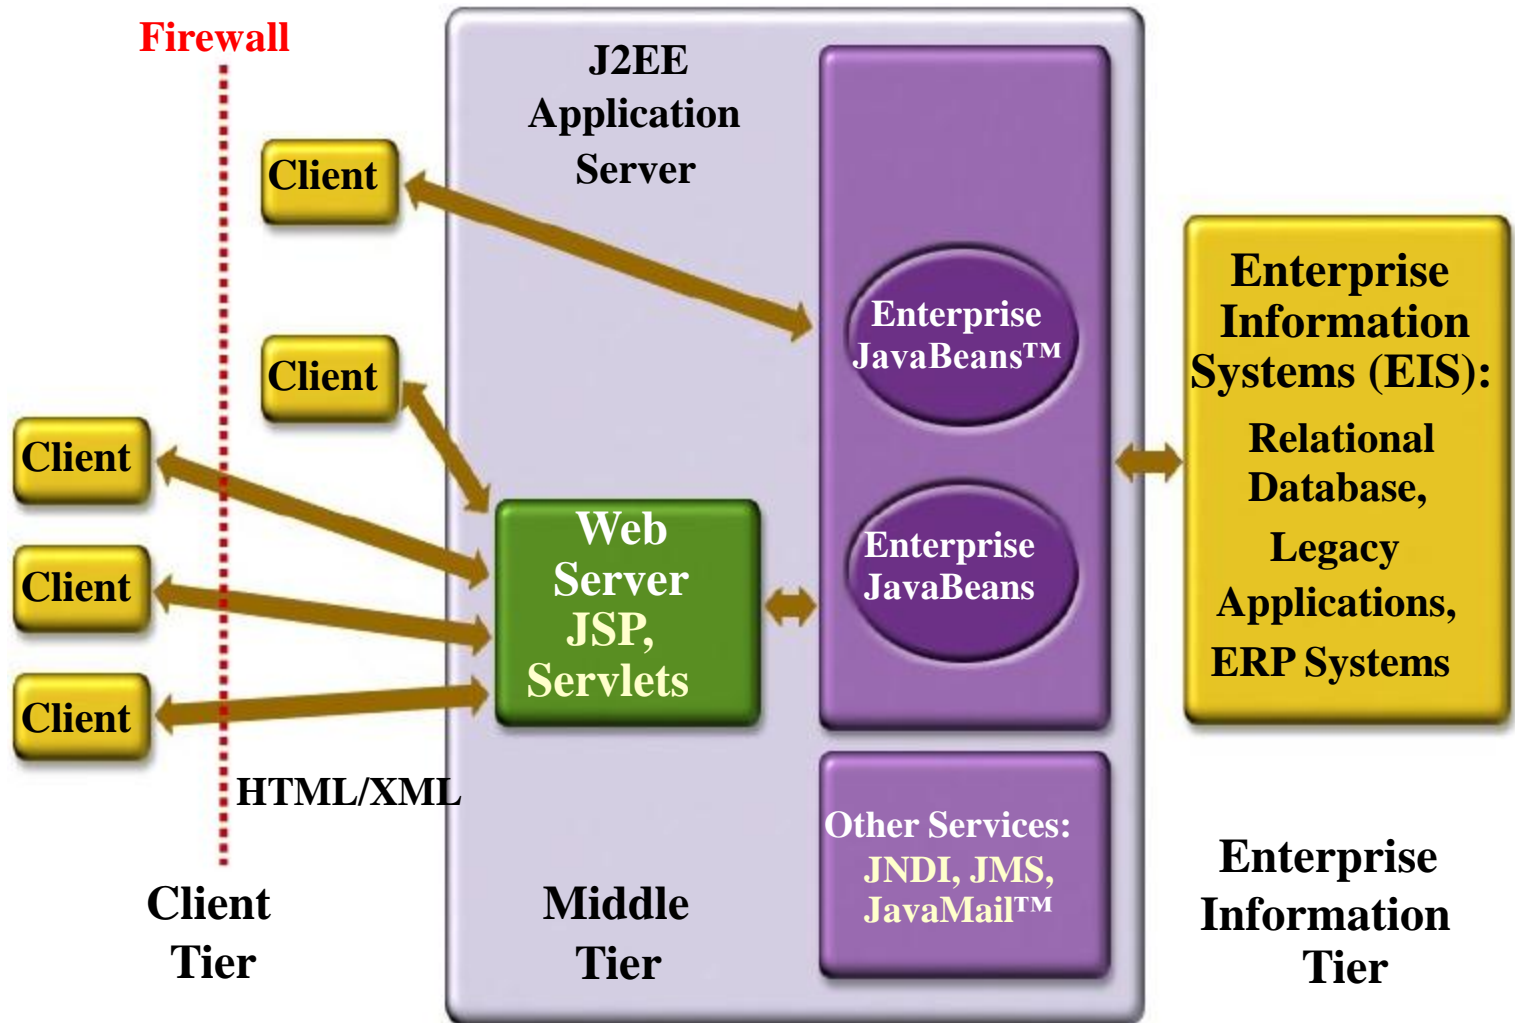 Firewall
J2EE
Application
Server
Client
Client
Client
Client
Client
HTML/XML
Web
Server
JSP,
Servlets
Enterprise
JavaBeans™
Enterprise
JavaBeans
Other Services:
JNDI, JMS,
JavaMail™
Enterprise
Information
Systems (EIS):
Relational
Database,
Legacy
Applications,
ERP Systems
Client
Tier
Middle
Tier
Enterprise
Information
Tier